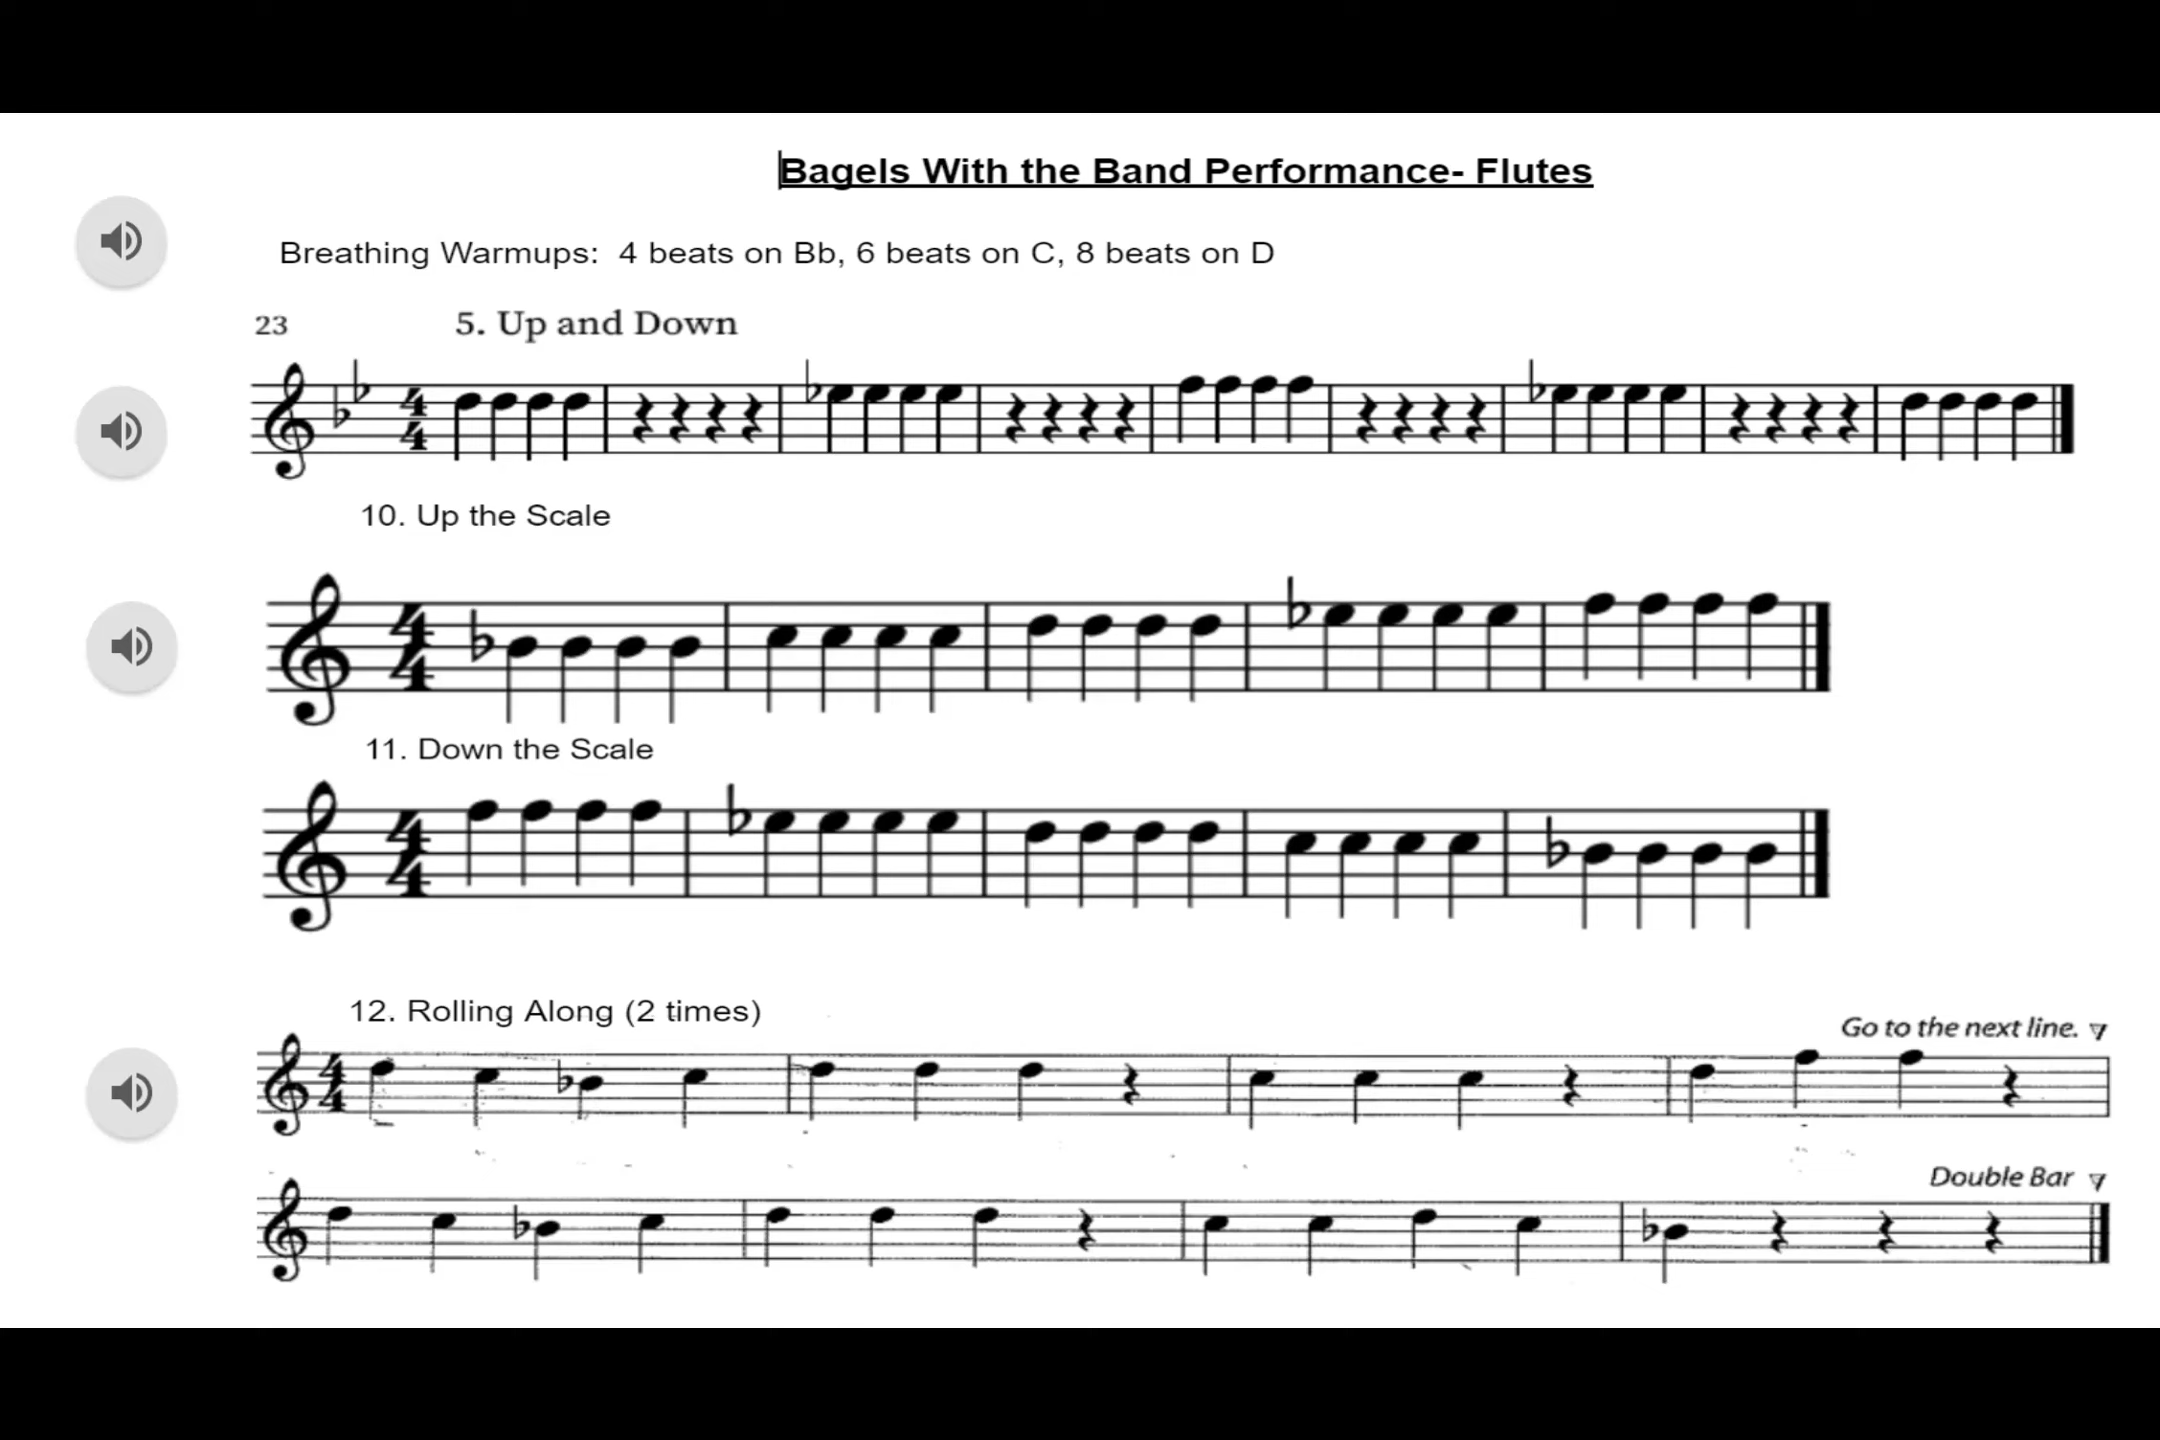 Bagels With the Band Performance- Flutes
Breathing Warmups: 4 beats on Bb, 6 beats on C, 8 beats on D
23
5. Up and Down
10. Up the Scale
11. Down the Scale
12. Rolling Along (2 times)
Go to the next line.
Double Bar